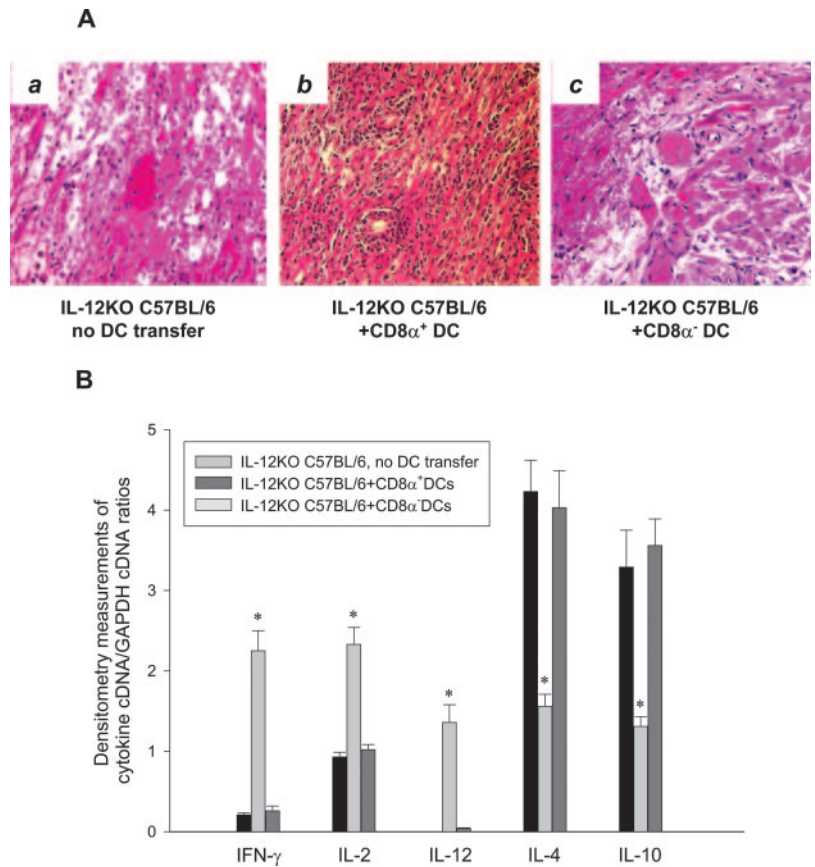 A
a
b
c
IL-12KO C57BL/6
no DC transfer
IL-12KO C57BL/6
+CD8α⁺ DC
IL-12KO C57BL/6
+CD8α⁻ DC
B
Densitometry measurements of
cytokine cDNA/GAPDH cDNA ratios
5
4
3
2
1
0
IL-12KO C57BL/6, no DC transfer
IL-12KO C57BL/6+CD8α⁺DCs
IL-12KO C57BL/6+CD8α⁻DCs
*
*
*
*
*
IFN-γ
IL-2
IL-12
IL-4
IL-10